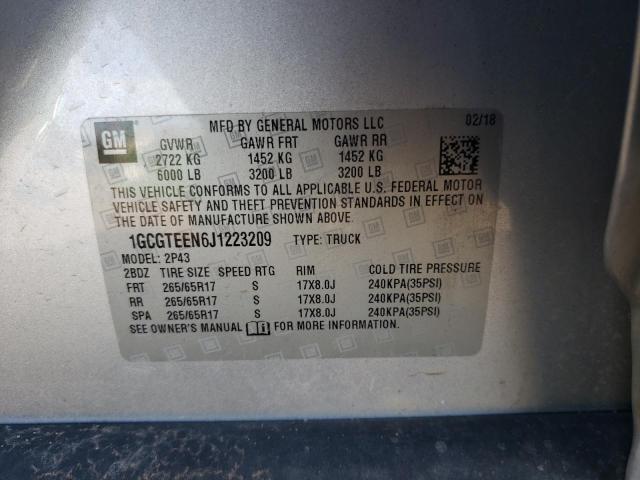 MFD BY GENERAL MOTORS LLC 02/18
GM
GVWR GAWR FRT GAWR RR
2722 KG 1452 KG 1452 KG
6000 LB 3200 LB 3200 LB
THIS VEHICLE CONFORMS TO ALL APPLICABLE U.S. FEDERAL MOTOR
VEHICLE SAFETY AND THEFT PREVENTION STANDARDS IN EFFECT ON
THE DATE OF MANUFACTURE SHOWN ABOVE.
1GCGTEEN6J1223209 TYPE: TRUCK
MODEL: 2P43
2BDZ TIRE SIZE SPEED RTG RIM COLD TIRE PRESSURE
FRT 265/65R17 S 17X8.0J 240KPA(35PSI)
RR 265/65R17 S 17X8.0J 240KPA(35PSI)
SPA 265/65R17 S 17X8.0J 240KPA(35PSI)
SEE OWNER'S MANUAL FOR MORE INFORMATION.